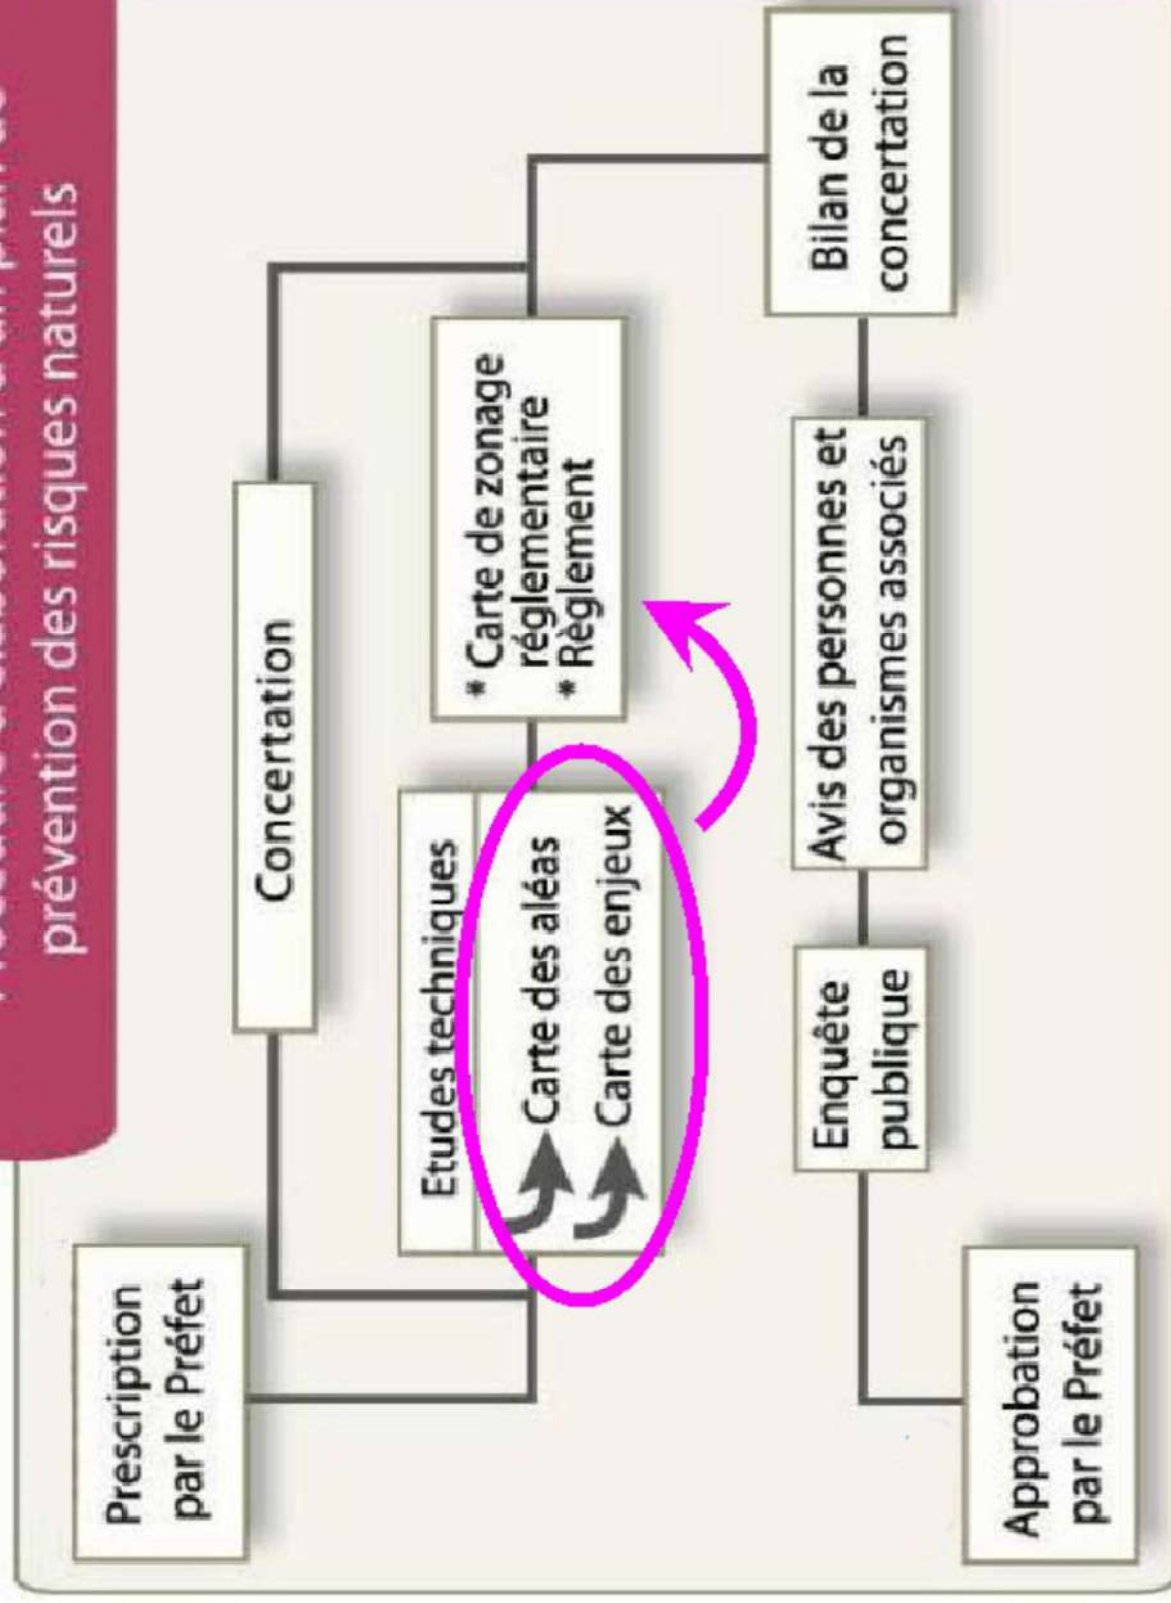 prévention des risques naturels
Prescription
par le Préfet
Concertation
Etudes techniques
Carte des aléas
Carte des enjeux
* Carte de zonage
réglementaire
* Règlement
Bilan de la
concertation
Avis des personnes et
organismes associés
Enquête
publique
Approbation
par le Préfet